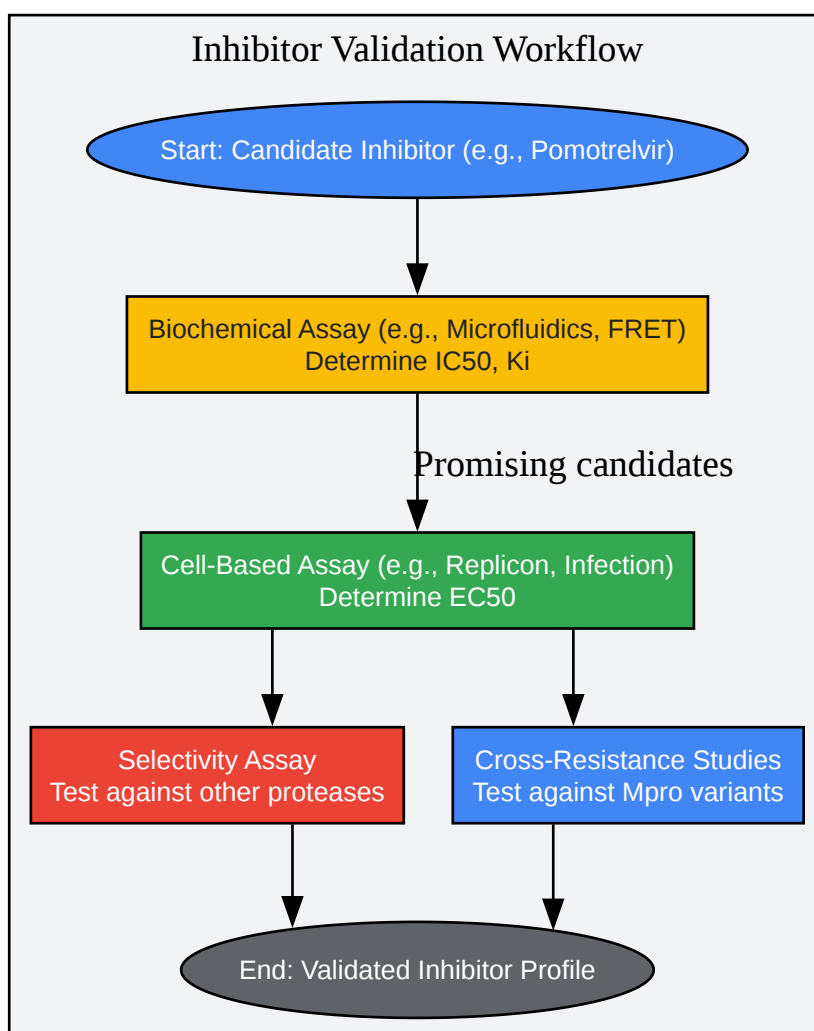 Inhibitor Validation Workflow
Start: Candidate Inhibitor (e.g., Pomotrelvir)
Biochemical Assay (e.g., Microfluidics, FRET)
Determine IC50, Ki
Promising candidates
Cell-Based Assay (e.g., Replicon, Infection)
Determine EC50
Selectivity Assay
Test against other proteases
Cross-Resistance Studies
Test against Mpro variants
End: Validated Inhibitor Profile